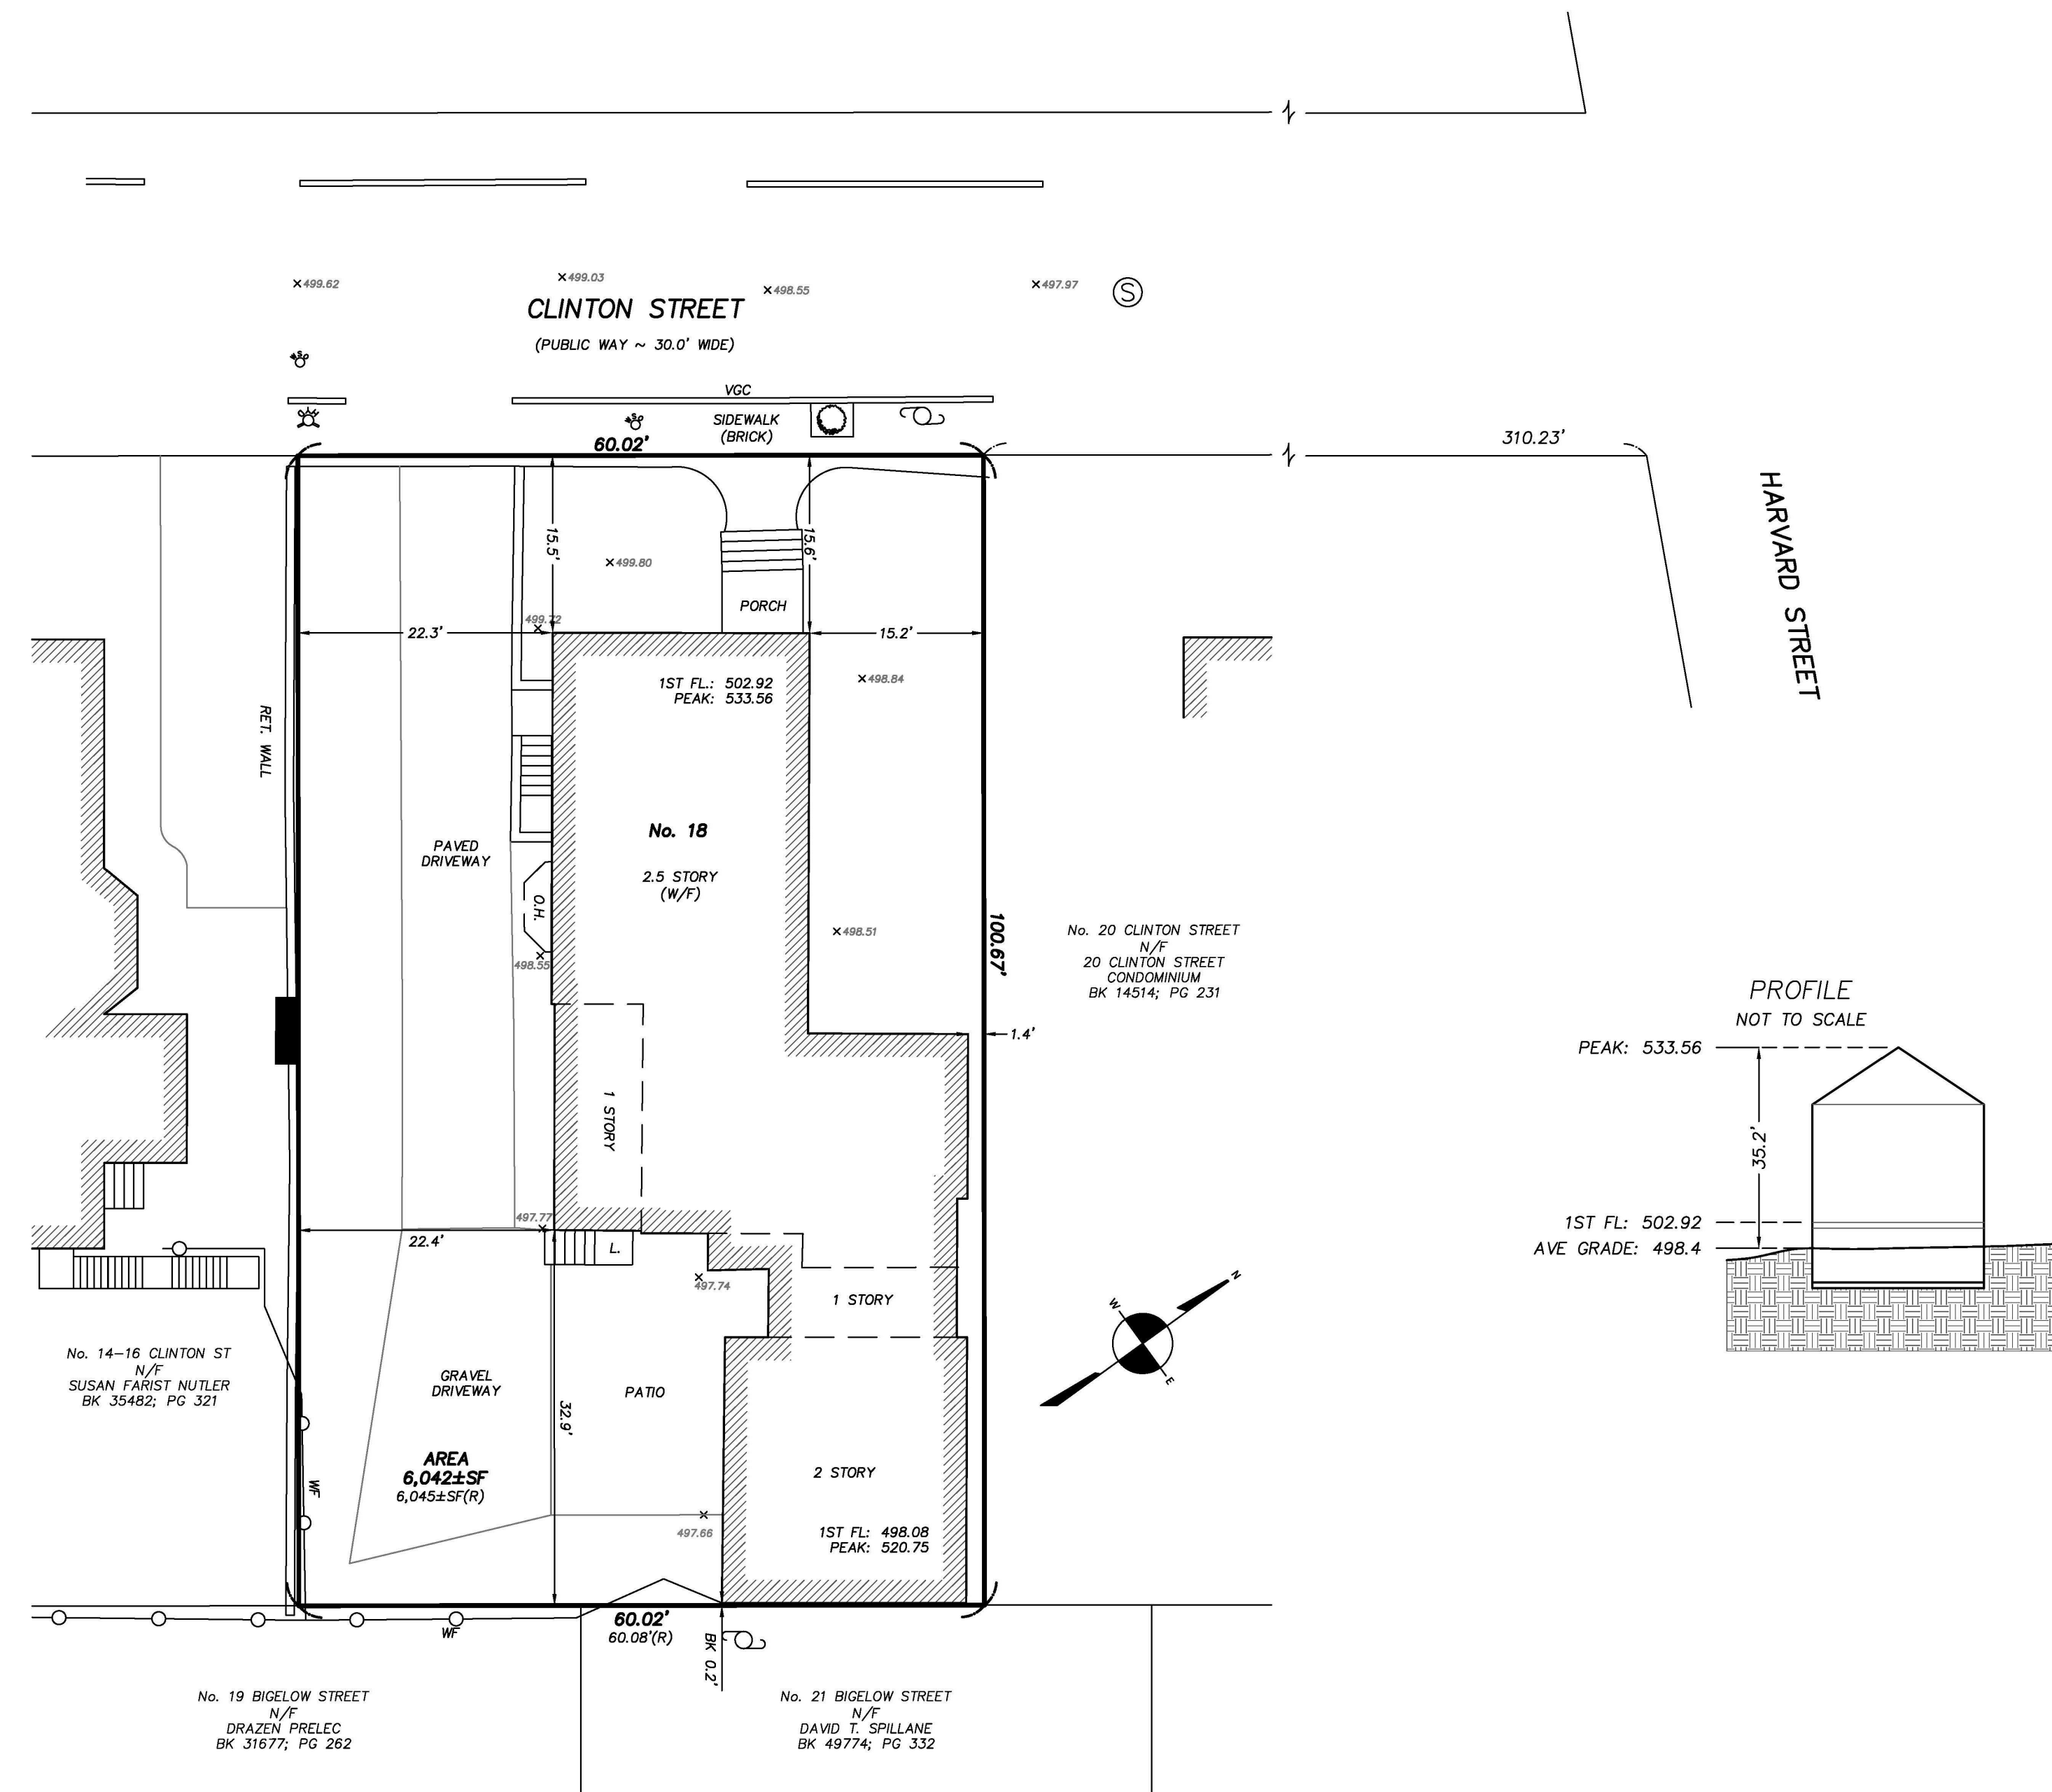 499.62
499.03
498.55
497.97
S
CLINTON STREET
(PUBLIC WAY ~ 30.0' WIDE)
S
VGC
S
SIDEWALK
(BRICK)
60.02'
310.23'
HARVARD STREET
15.5'
15.6'
499.80
499.72
PORCH
22.3'
15.2'
1ST FL.: 502.92
PEAK: 533.56
498.84
RET. WALL
No. 18
2.5 STORY
(W/F)
PAVED
DRIVEWAY
O.H.
498.55
498.51
100.67'
No. 20 CLINTON STREET
N/F
20 CLINTON STREET
CONDOMINIUM
BK 14514; PG 231
1.4'
1 STORY
497.77
22.4'
L.
497.74
1 STORY
N
W
E
PROFILE
NOT TO SCALE
PEAK: 533.56
35.2'
1ST FL: 502.92
AVE GRADE: 498.4
No. 14-16 CLINTON ST
N/F
SUSAN FARIST NUTLER
BK 35482; PG 321
GRAVEL
DRIVEWAY
PATIO
32.9'
AREA
6,042±SF
6,045±SF(R)
WF
2 STORY
497.66
1ST FL: 498.08
PEAK: 520.75
60.02'
60.08'(R)
WF
BK 0.2'
No. 19 BIGELOW STREET
N/F
DRAZEN PRELEC
BK 31677; PG 262
No. 21 BIGELOW STREET
N/F
DAVID T. SPILLANE
BK 49774; PG 332